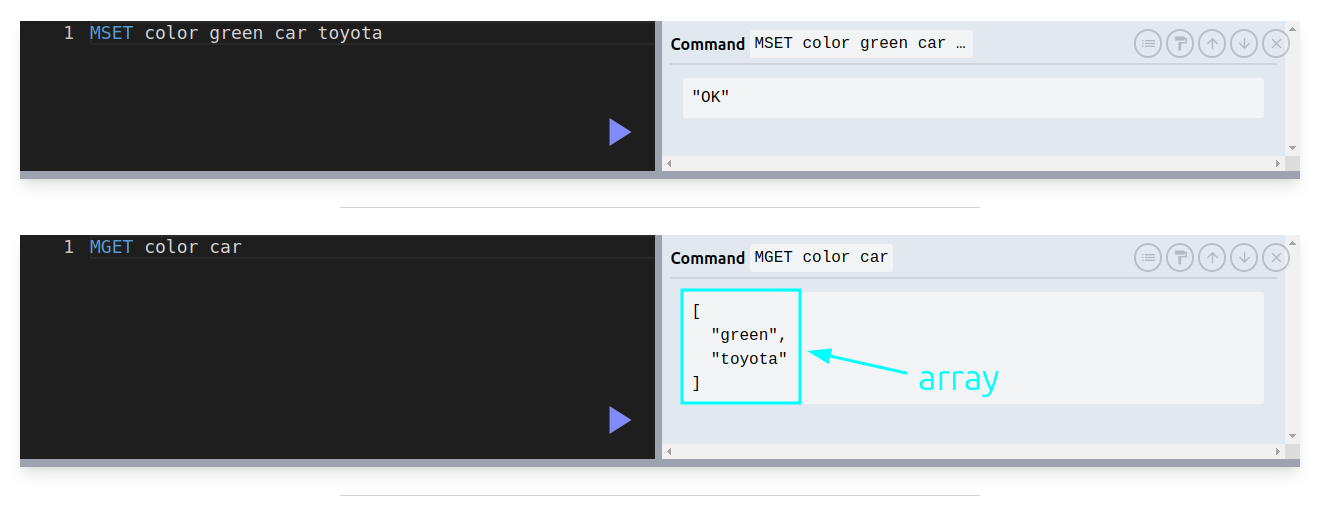 1 MSET color green car toyota
Command MSET color green car …
"OK"
1 MGET color car
Command MGET color car
[
"green",
"toyota"
]
array